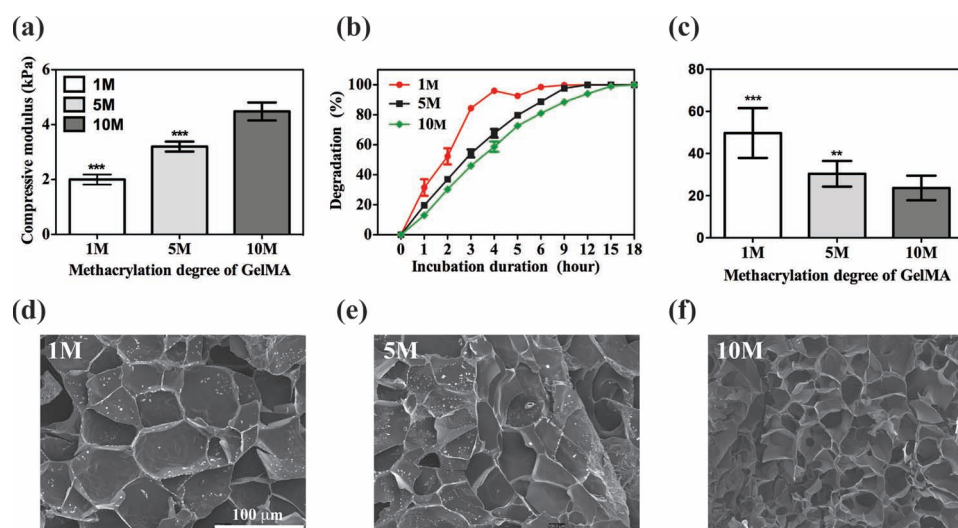 (a)
Compressive modulus (kPa)
6
4
2
0
1M
5M
10M
***
***
1M
5M
10M
Methacrylation degree of GelMA
(b)
Degradation (%)
100
80
60
40
20
0
1M
5M
10M
0 1 2 3 4 5 6 9 12 15 18
Incubation duration (hour)
(c)
80
60
40
20
0
***
**
1M
5M
10M
Methacrylation degree of GelMA
(d)
1M
100 μm
(e)
5M
(f)
10M